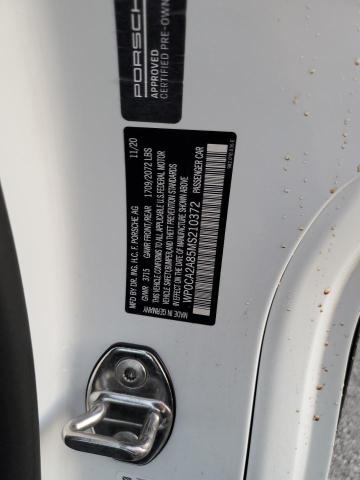 PORSCHE
APPROVED
CERTIFIED PRE-OWN
MFD BY DR. ING. H.C. F. PORSCHE AG 11/20
GVWR 3715 GAWR FRONT/REAR 1709/2072 LBS
THIS VEHICLE CONFORMS TO ALL APPLICABLE U.S. FEDERAL MOTOR
VEHICLE SAFETY, BUMPER, AND THEFT PREVENTION STANDARDS
IN EFFECT ON THE DATE OF MANUFACTURE SHOWN ABOVE
WP0CA2A85MS210372 PASSENGER CAR
MADE IN GERMANY